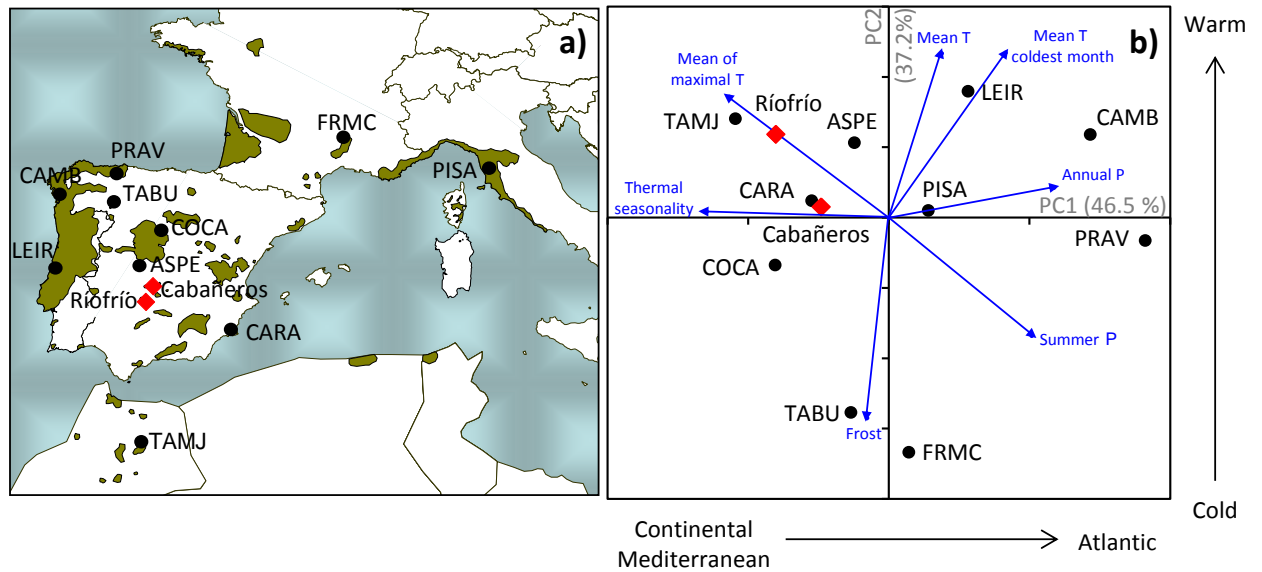 a)
FRMC
PRAV
PISA
CAMB
TABU
COCA
LEIR
ASPE
Cabañeros
Ríofrío
CARA
TAMJ
b)
PC2
(37.2%)
Mean T
Mean T
coldest month
Mean of
maximal T
LEIR
Ríofrío
TAMJ
ASPE
CAMB
Thermal
seasonality
CARA
PISA
Annual P
PC1 (46.5 %)
Cabañeros
PRAV
COCA
Summer P
TABU
Frost
FRMC
Warm
Cold
Continental
Mediterranean
Atlantic